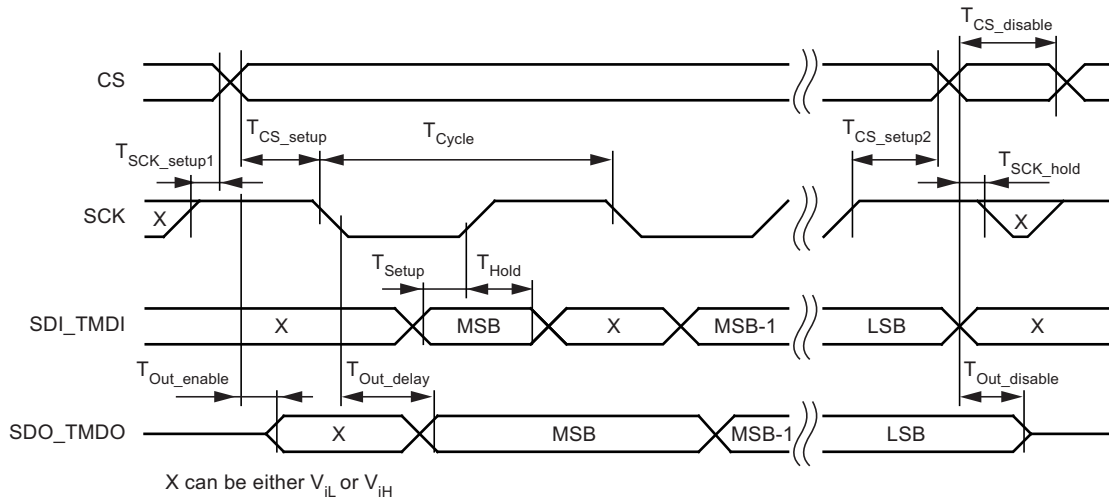 T_CS_disable
CS
T_CS_setup
T_Cycle
T_CS_setup2
T_SCK_setup1
T_SCK_hold
SCK
X
X
T_Setup
T_Hold
SDI_TMDI
X
MSB
X
MSB-1
LSB
X
T_Out_enable
T_Out_delay
T_Out_disable
SDO_TMDO
X
MSB
MSB-1
LSB
X can be either V_iL or V_iH